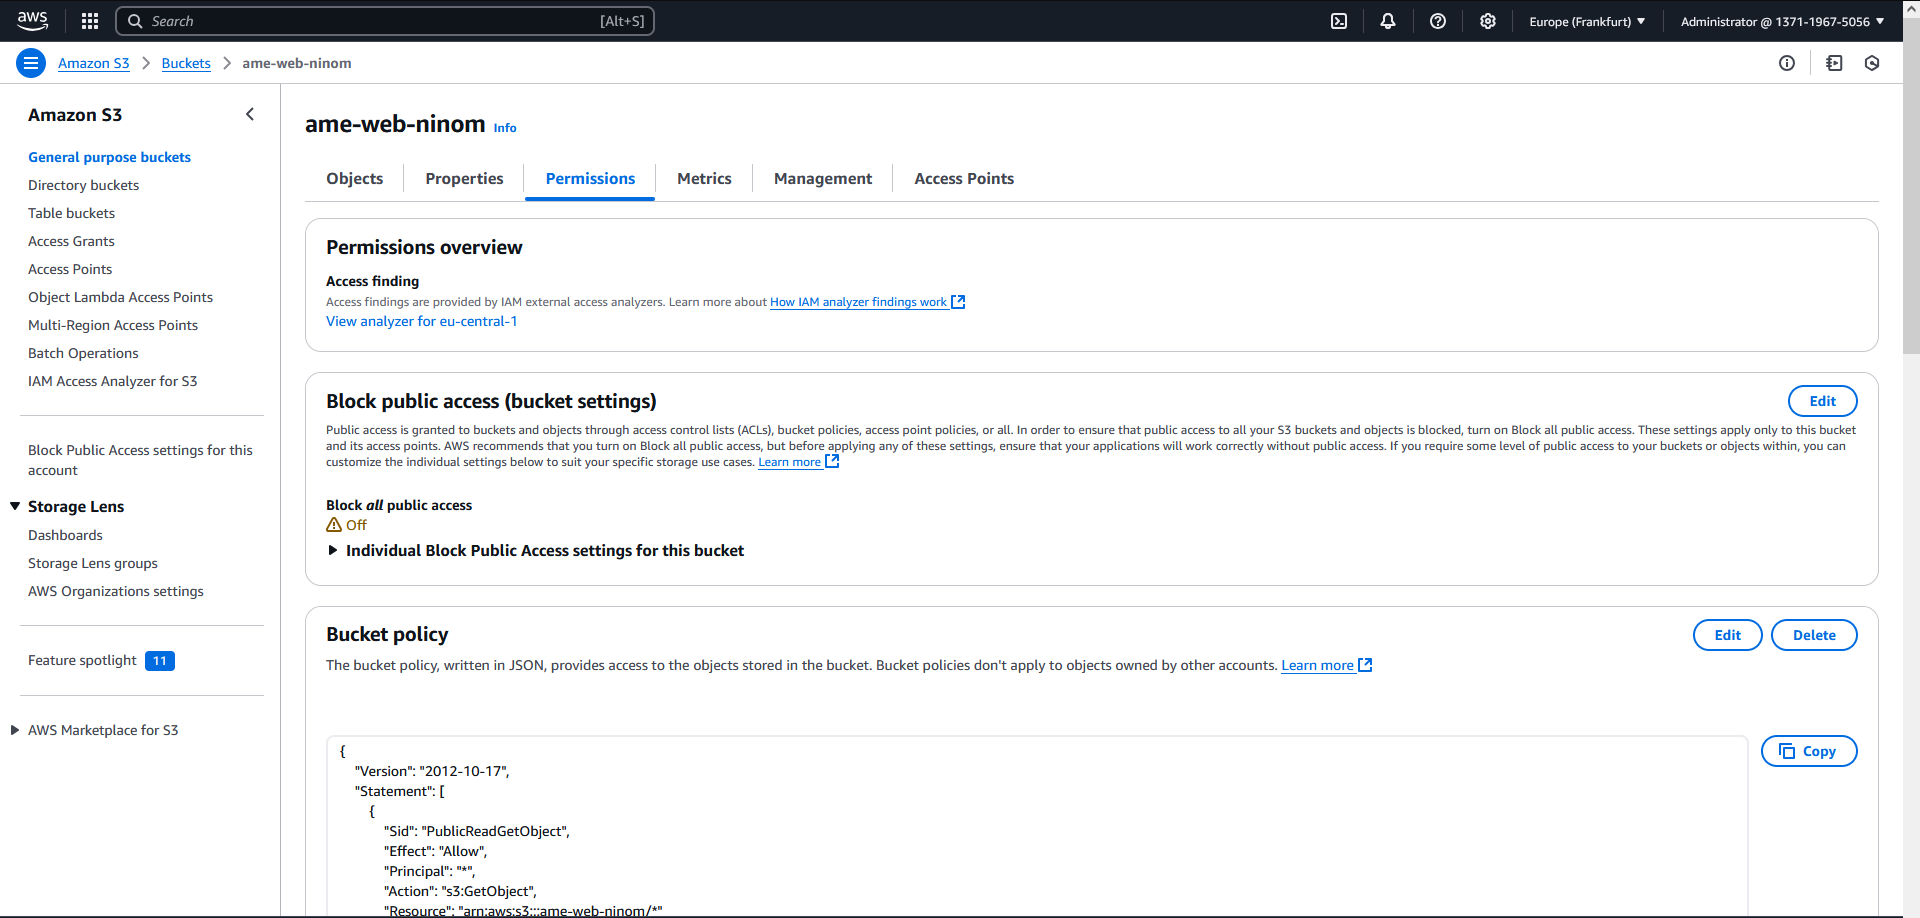 aws
Search
[Alt+S]
Europe (Frankfurt)
Administrator @ 1371-1967-5056
Amazon S3
Buckets
ame-web-ninom
Amazon S3
General purpose buckets
Directory buckets
Table buckets
Access Grants
Access Points
Object Lambda Access Points
Multi-Region Access Points
Batch Operations
IAM Access Analyzer for S3
Block Public Access settings for this
account
Storage Lens
Dashboards
Storage Lens groups
AWS Organizations settings
Feature spotlight 11
AWS Marketplace for S3
ame-web-ninom Info
Objects
Properties
Permissions
Metrics
Management
Access Points
Permissions overview
Access finding
Access findings are provided by IAM external access analyzers. Learn more about How IAM analyzer findings work
View analyzer for eu-central-1
Block public access (bucket settings)
Edit
Public access is granted to buckets and objects through access control lists (ACLs), bucket policies, access point policies, or all. In order to ensure that public access to all your S3 buckets and objects is blocked, turn on Block all public access. These settings apply only to this bucket
and its access points. AWS recommends that you turn on Block all public access, but before applying any of these settings, ensure that your applications will work correctly without public access. If you require some level of public access to your buckets or objects within, you can
customize the individual settings below to suit your specific storage use cases. Learn more
Block all public access
Off
Individual Block Public Access settings for this bucket
Bucket policy
Edit
Delete
The bucket policy, written in JSON, provides access to the objects stored in the bucket. Bucket policies don't apply to objects owned by other accounts. Learn more
Copy
{
"Version": "2012-10-17",
"Statement": [
{
"Sid": "PublicReadGetObject",
"Effect": "Allow",
"Principal": "*",
"Action": "s3:GetObject",
"Resource": "arn:aws:s3:::ame-web-ninom/*"